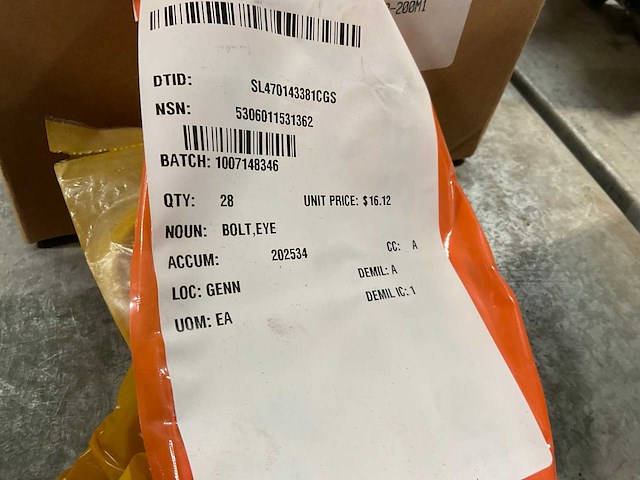 -200M1
DTID: SL470143381CGS
NSN: 5306011531362
BATCH: 1007148346
QTY: 28 UNIT PRICE: $16.12
NOUN: BOLT,EYE
ACCUM: 202534 CC: A
LOC: GENN DEMIL: A
UOM: EA DEMIL IC: 1